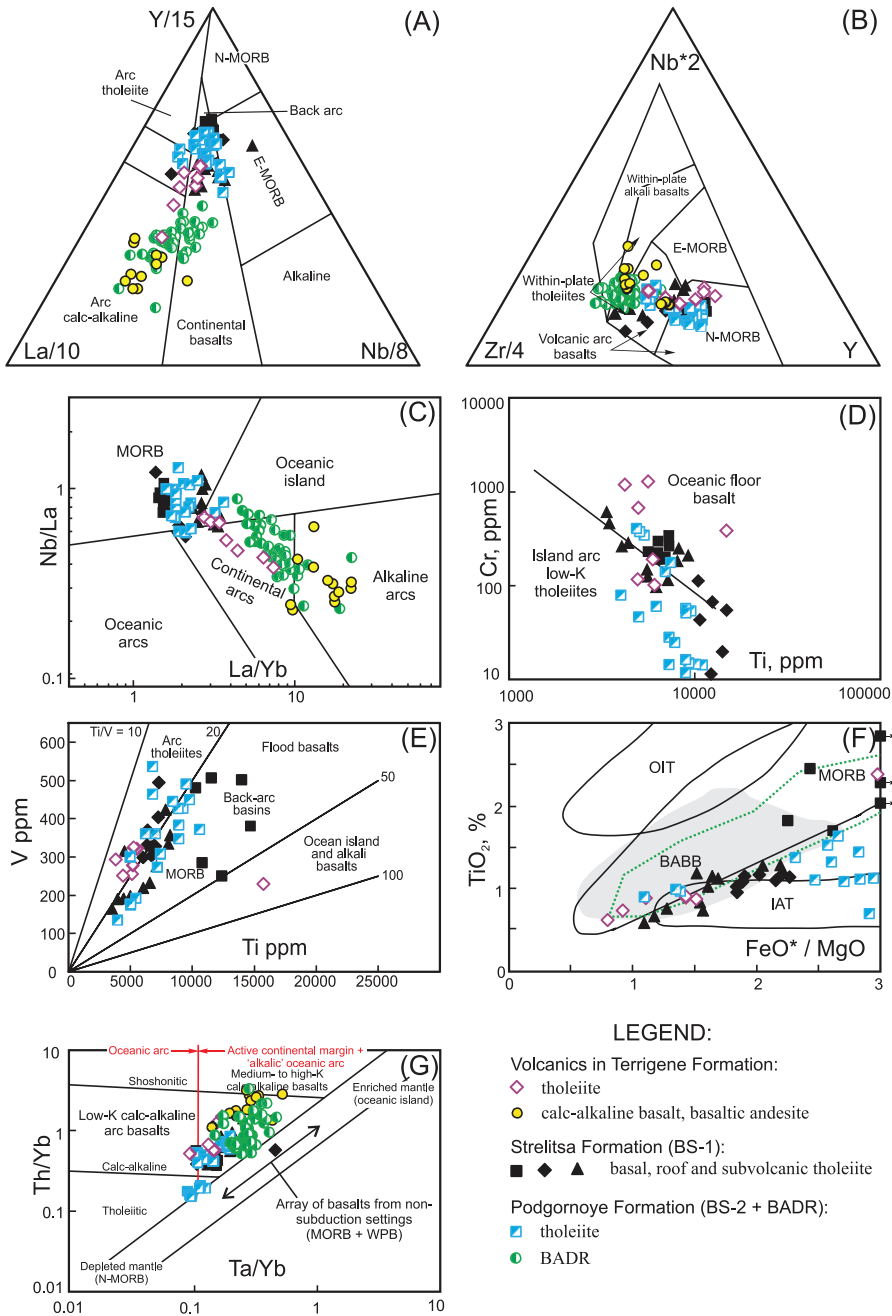 (A)
Y/15
N-MORB
Arc
tholeiite
Back arc
E-MORB
Alkaline
Arc
calc-alkaline
Continental
basalts
La/10
Nb/8
(B)
Nb*2
Within-plate
alkali basalts
E-MORB
Within-plate
tholeiites
N-MORB
Volcanic arc
basalts
Zr/4
Y
(C)
MORB
Oceanic
island
1
Nb/La
Continental
arcs
Alkaline
arcs
Oceanic
arcs
La/Yb
0.1
1
10
(D)
10000
Oceanic floor
basalt
1000
Cr, ppm
Island arc
low-K
tholeiites
100
Ti, ppm
10
1000
10000
100000
(E)
Ti/V = 10
20
650
600
Arc
tholeiites
Flood basalts
50
500
Back-arc
basins
400
V ppm
Ocean island
and alkali
basalts
300
MORB
100
200
100
Ti ppm
0
0
5000
10000
15000
20000
25000
30000
(F)
3
OIT
MORB
2
TiO2, %
BABB
1
IAT
FeO* / MgO
0
0
1
2
3
(G)
Oceanic arc
Active continental margin +
'alkalic' oceanic arc
10
Medium- to high-K
calc-alkaline basalts
Shoshonitic
Enriched mantle
(oceanic island)
Low-K calc-alkaline
arc basalts
1
Th/Yb
Calc-alkaline
0.1
Tholeiitic
Array of basalts from non-
subduction settings
(MORB + WPB)
Depleted mantle
(N-MORB)
Ta/Yb
0.01
0.01
0.1
1
10
LEGEND:
Volcanics in Terrigene Formation:
tholeiite
calc-alkaline basalt, basaltic andesite
Strelitsa Formation (BS-1):
basal, roof and subvolcanic tholeiite
Podgornoye Formation (BS-2 + BADR):
tholeiite
BADR